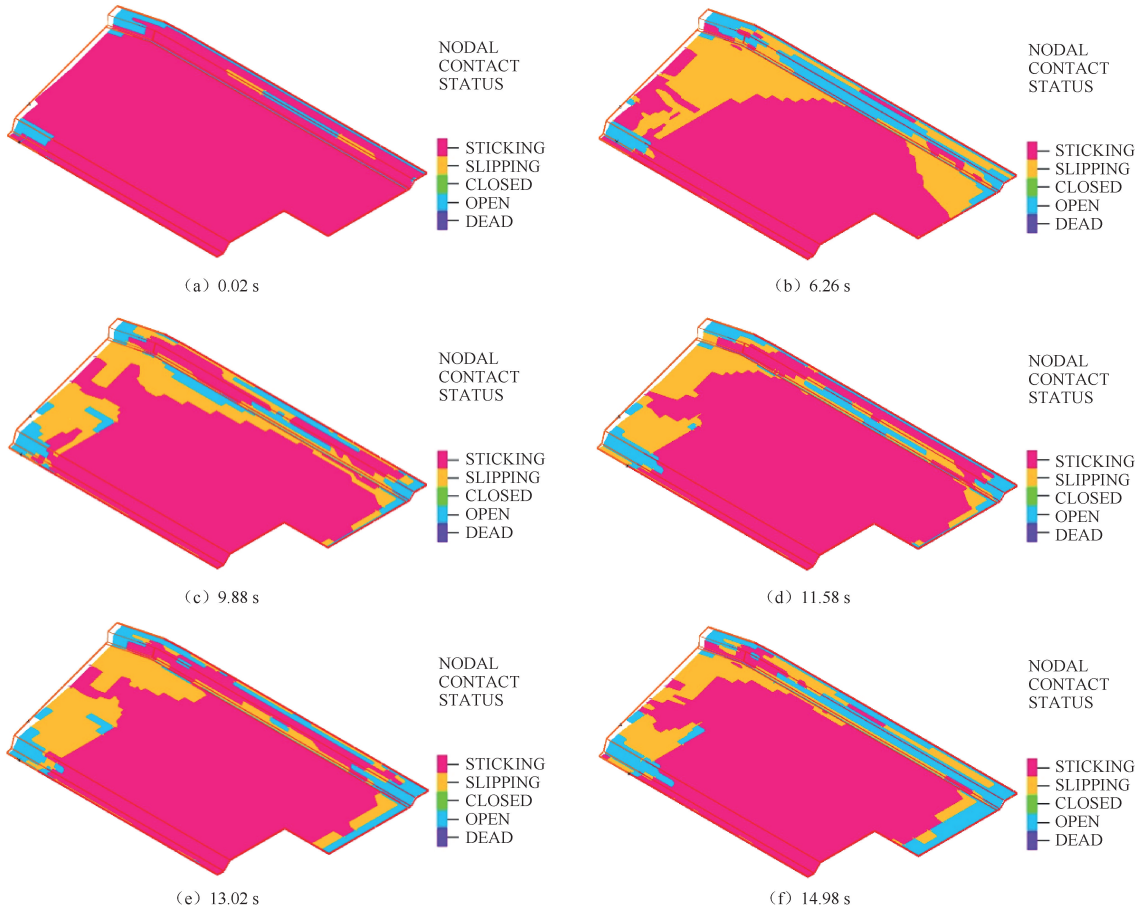 NODAL
CONTACT
STATUS
STICKING
SLIPPING
CLOSED
OPEN
DEAD
（a）0.02 s
NODAL
CONTACT
STATUS
STICKING
SLIPPING
CLOSED
OPEN
DEAD
（b）6.26 s
NODAL
CONTACT
STATUS
STICKING
SLIPPING
CLOSED
OPEN
DEAD
（c）9.88 s
NODAL
CONTACT
STATUS
STICKING
SLIPPING
CLOSED
OPEN
DEAD
（d）11.58 s
NODAL
CONTACT
STATUS
STICKING
SLIPPING
CLOSED
OPEN
DEAD
（e）13.02 s
NODAL
CONTACT
STATUS
STICKING
SLIPPING
CLOSED
OPEN
DEAD
（f）14.98 s